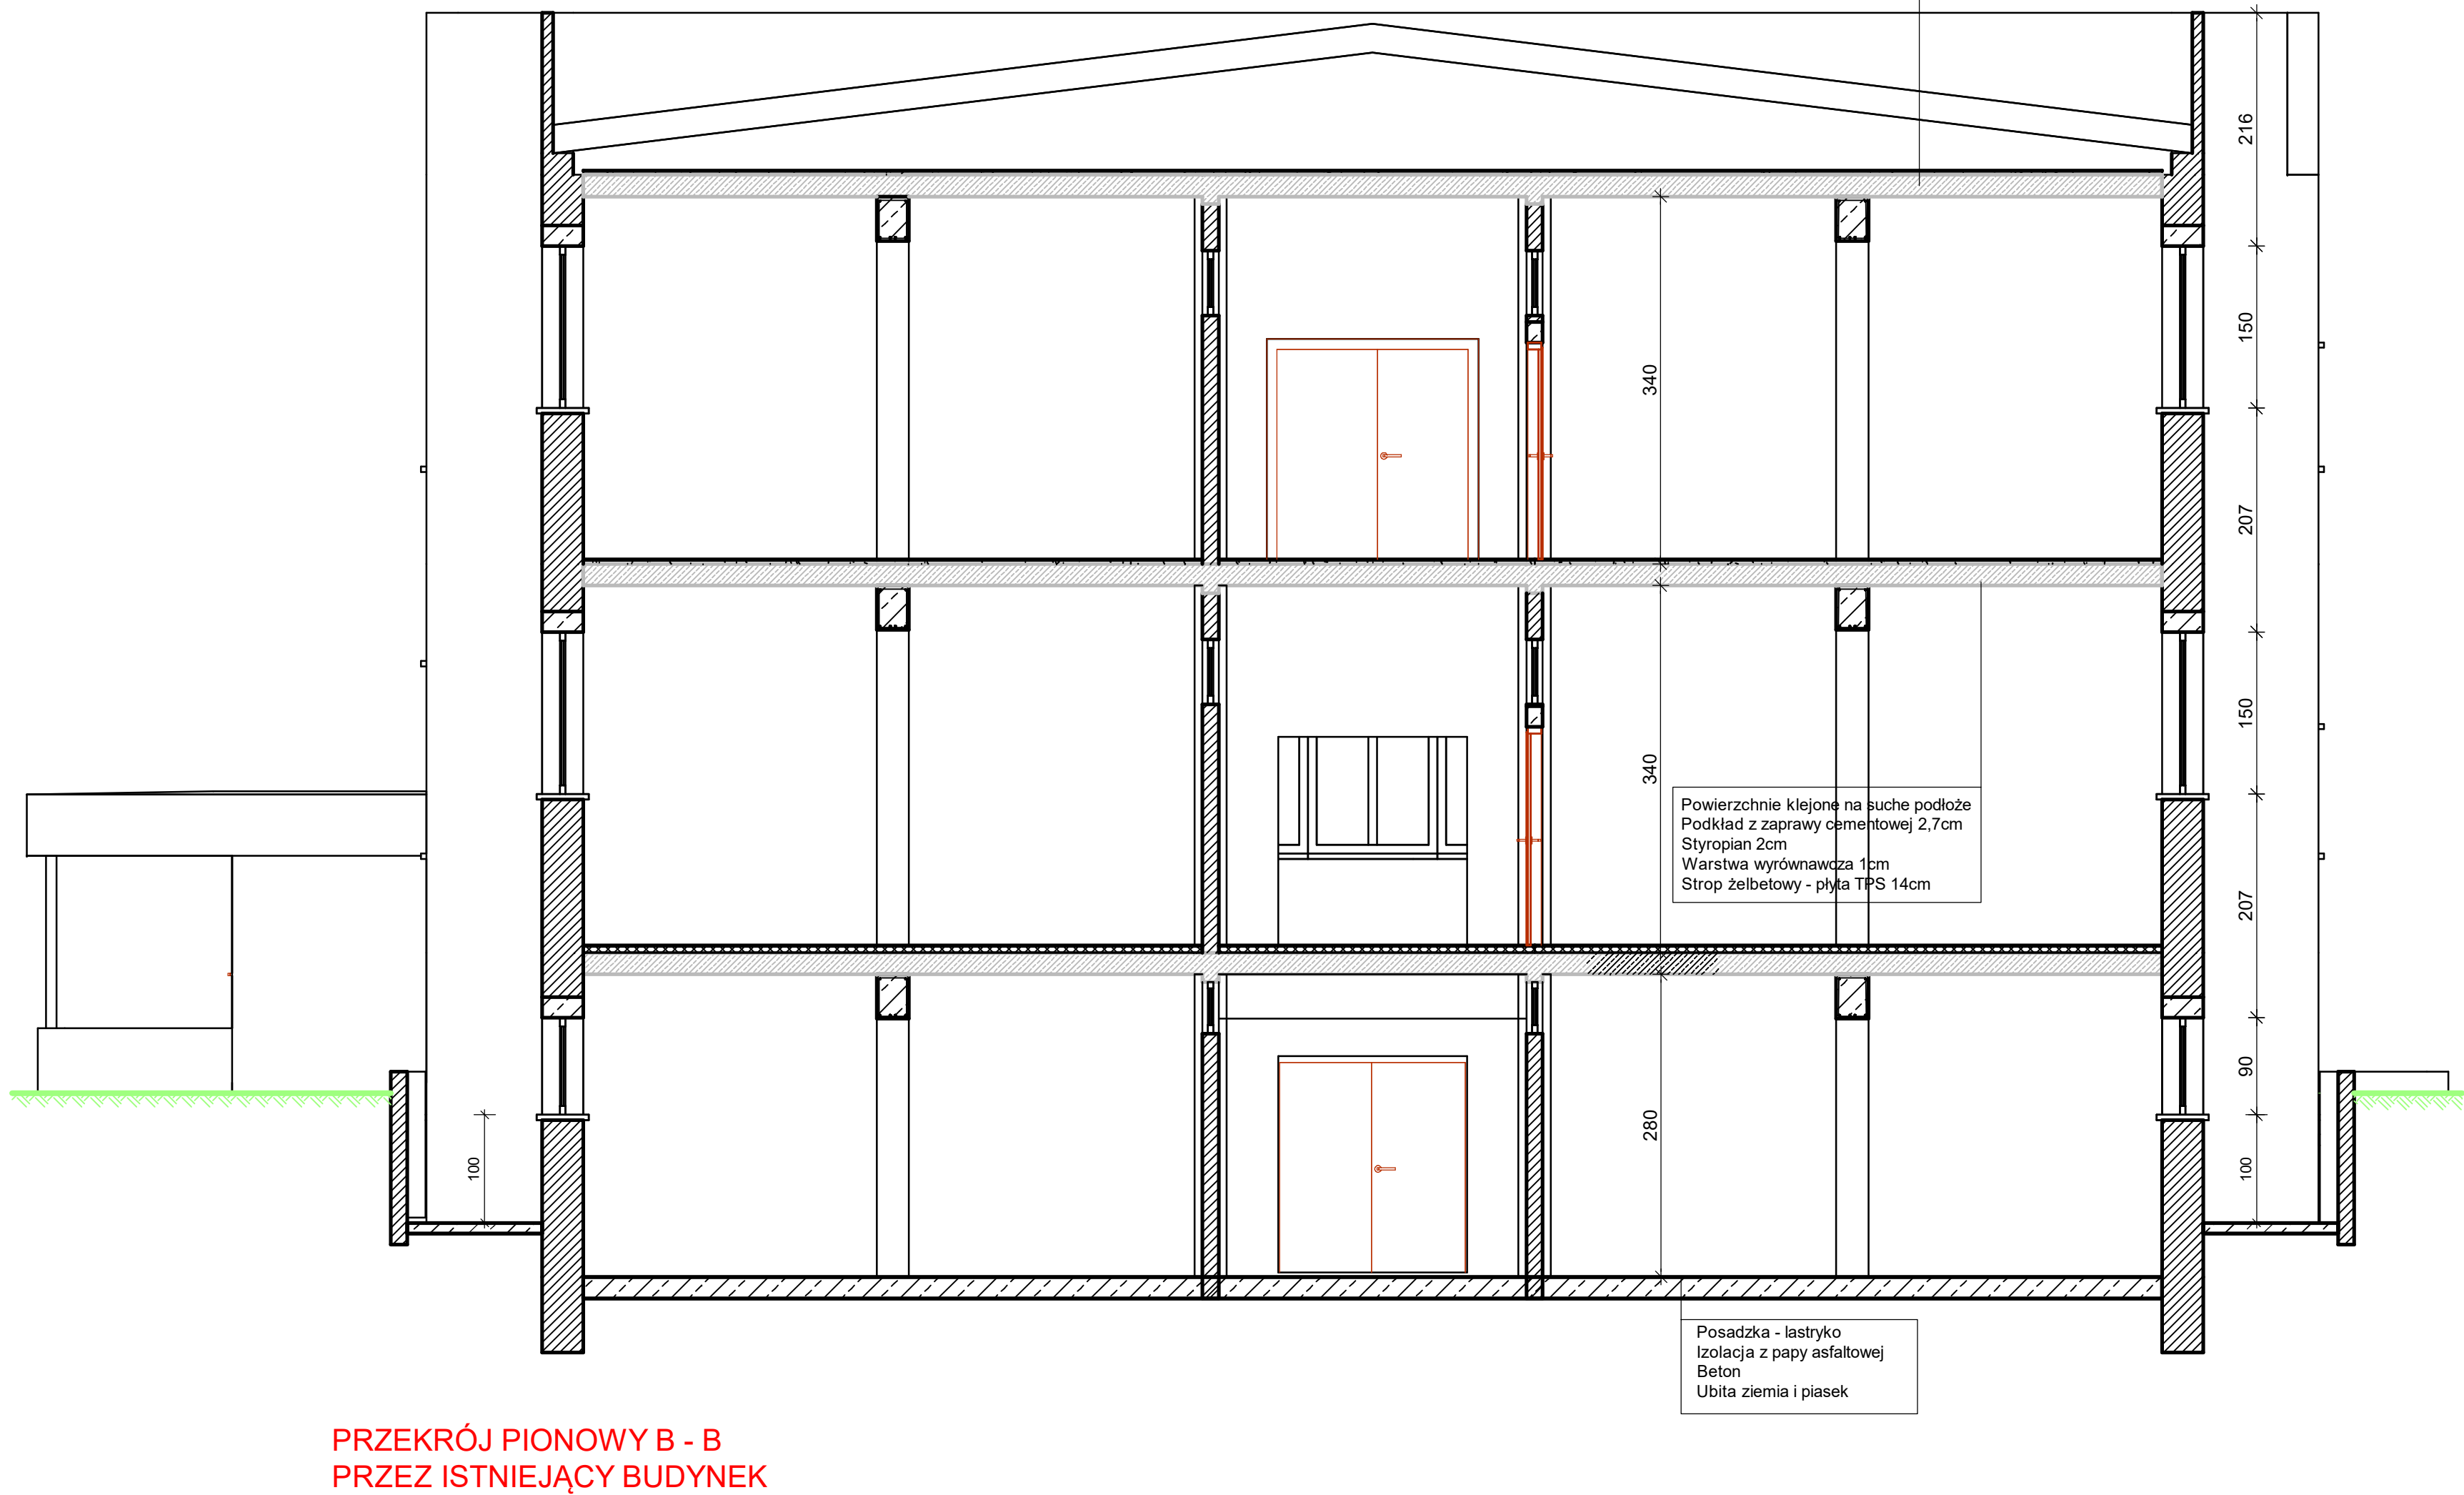 216
150
340
207
150
340
Powierzchnie klejone na suche podłoże
Podkład z zaprawy cementowej 2,7cm
Styropian 2cm
Warstwa wyrównawcza 1cm
Strop żelbetowy - płyta TPS 14cm
207
90
280
100
100
Posadzka - lastryko
Izolacja z papy asfaltowej
Beton
Ubita ziemia i piasek
PRZEKRÓJ PIONOWY B - B
PRZEZ ISTNIEJĄCY BUDYNEK